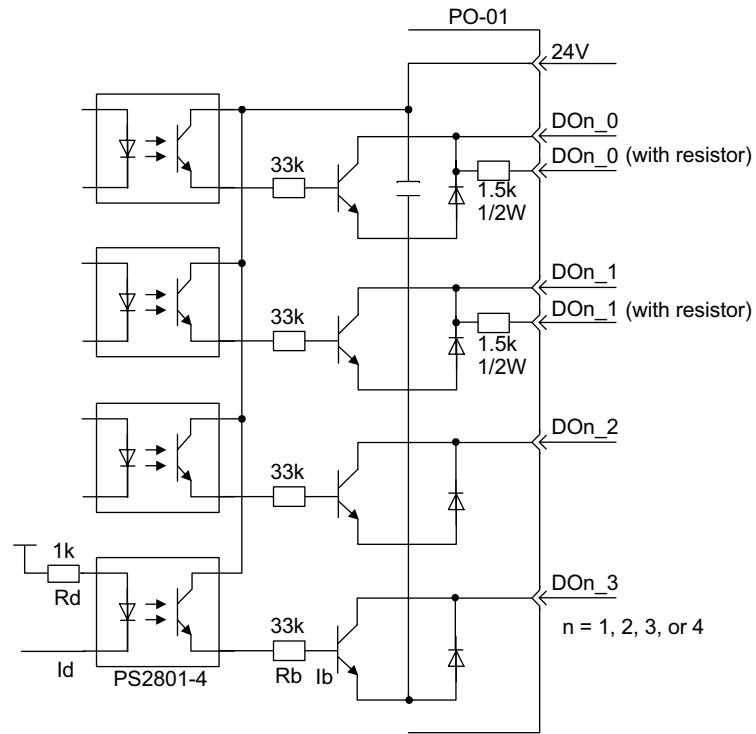 PO-01
24V
DOn_0
DOn_0 (with resistor)
33k
1.5k
1/2W
DOn_1
33k
DOn_1 (with resistor)
1.5k
1/2W
DOn_2
33k
1k
Rd
DOn_3
33k
n = 1, 2, 3, or 4
Id
PS2801-4
Rb
Ib